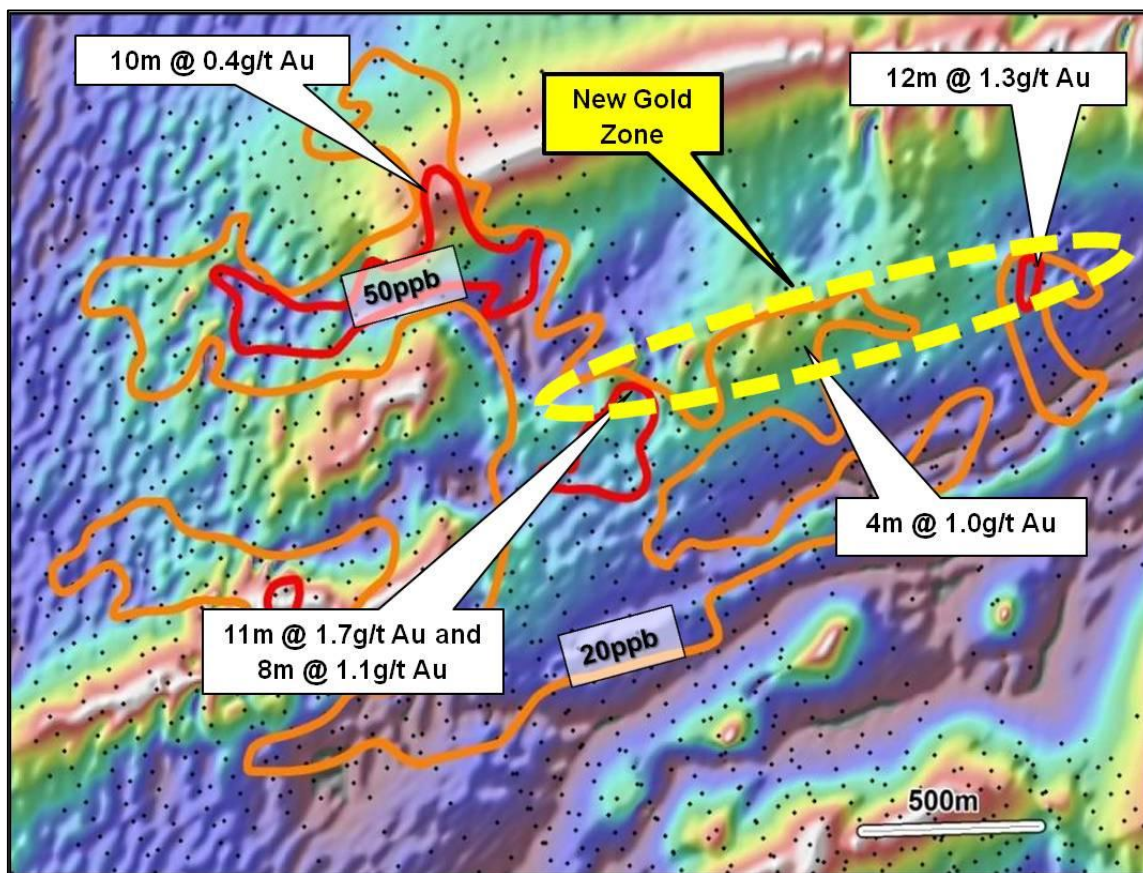 10m @ 0.4g/t Au
New Gold
Zone
12m @ 1.3g/t Au
50ppb
4m @ 1.0g/t Au
11m @ 1.7g/t Au and
8m @ 1.1g/t Au
20ppb
500m